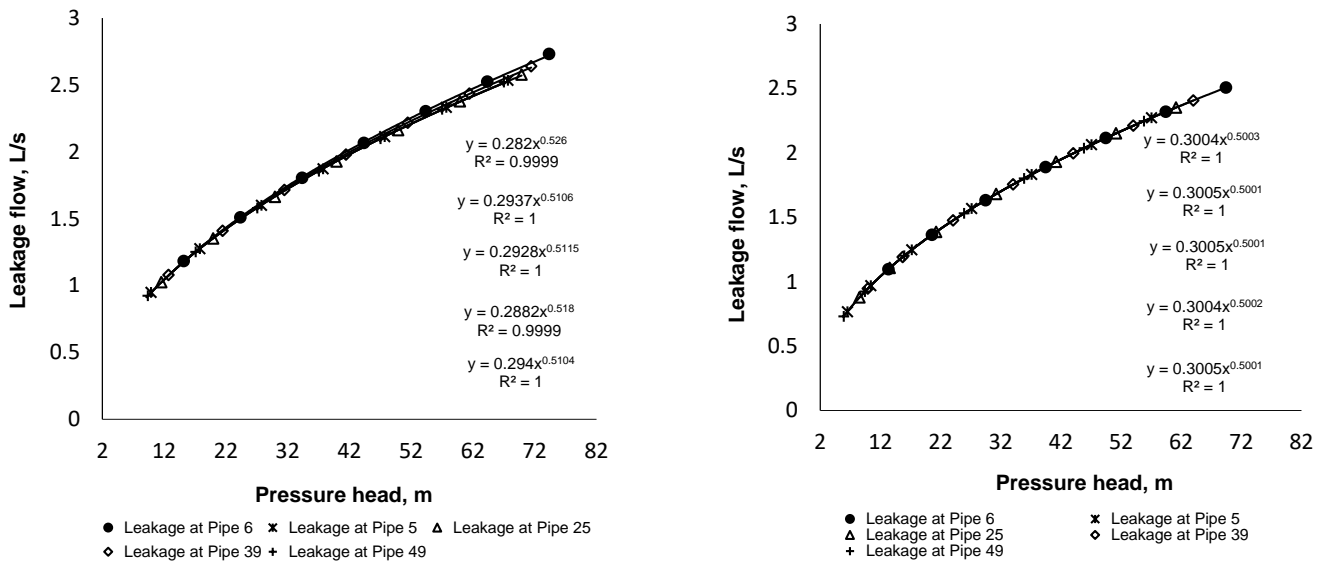 3
2.5
2
1.5
1
0.5
0
Leakage flow, L/s
y = 0.282x^0.526
R² = 0.9999
y = 0.2937x^0.5106
R² = 1
y = 0.2928x^0.5115
R² = 1
y = 0.2882x^0.518
R² = 0.9999
y = 0.294x^0.5104
R² = 1
2 12 22 32 42 52 62 72 82
Pressure head, m
Leakage at Pipe 6 Leakage at Pipe 5 Leakage at Pipe 25
Leakage at Pipe 39 Leakage at Pipe 49
3
2.5
2
1.5
1
0.5
0
Leakage flow, L/s
y = 0.3004x^0.5003
R² = 1
y = 0.3005x^0.5001
R² = 1
y = 0.3005x^0.5001
R² = 1
y = 0.3004x^0.5002
R² = 1
y = 0.3005x^0.5001
R² = 1
2 12 22 32 42 52 62 72 82
Pressure head, m
Leakage at Pipe 6 Leakage at Pipe 5
Leakage at Pipe 25 Leakage at Pipe 39
Leakage at Pipe 49